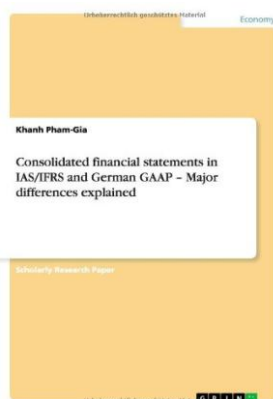 Urheberrechtlich geschütztes Material
Economy
Khanh Pham-Gia
Consolidated financial statements in
IAS/IFRS and German GAAP – Major
differences explained
Scholarly Research Paper
GRIN